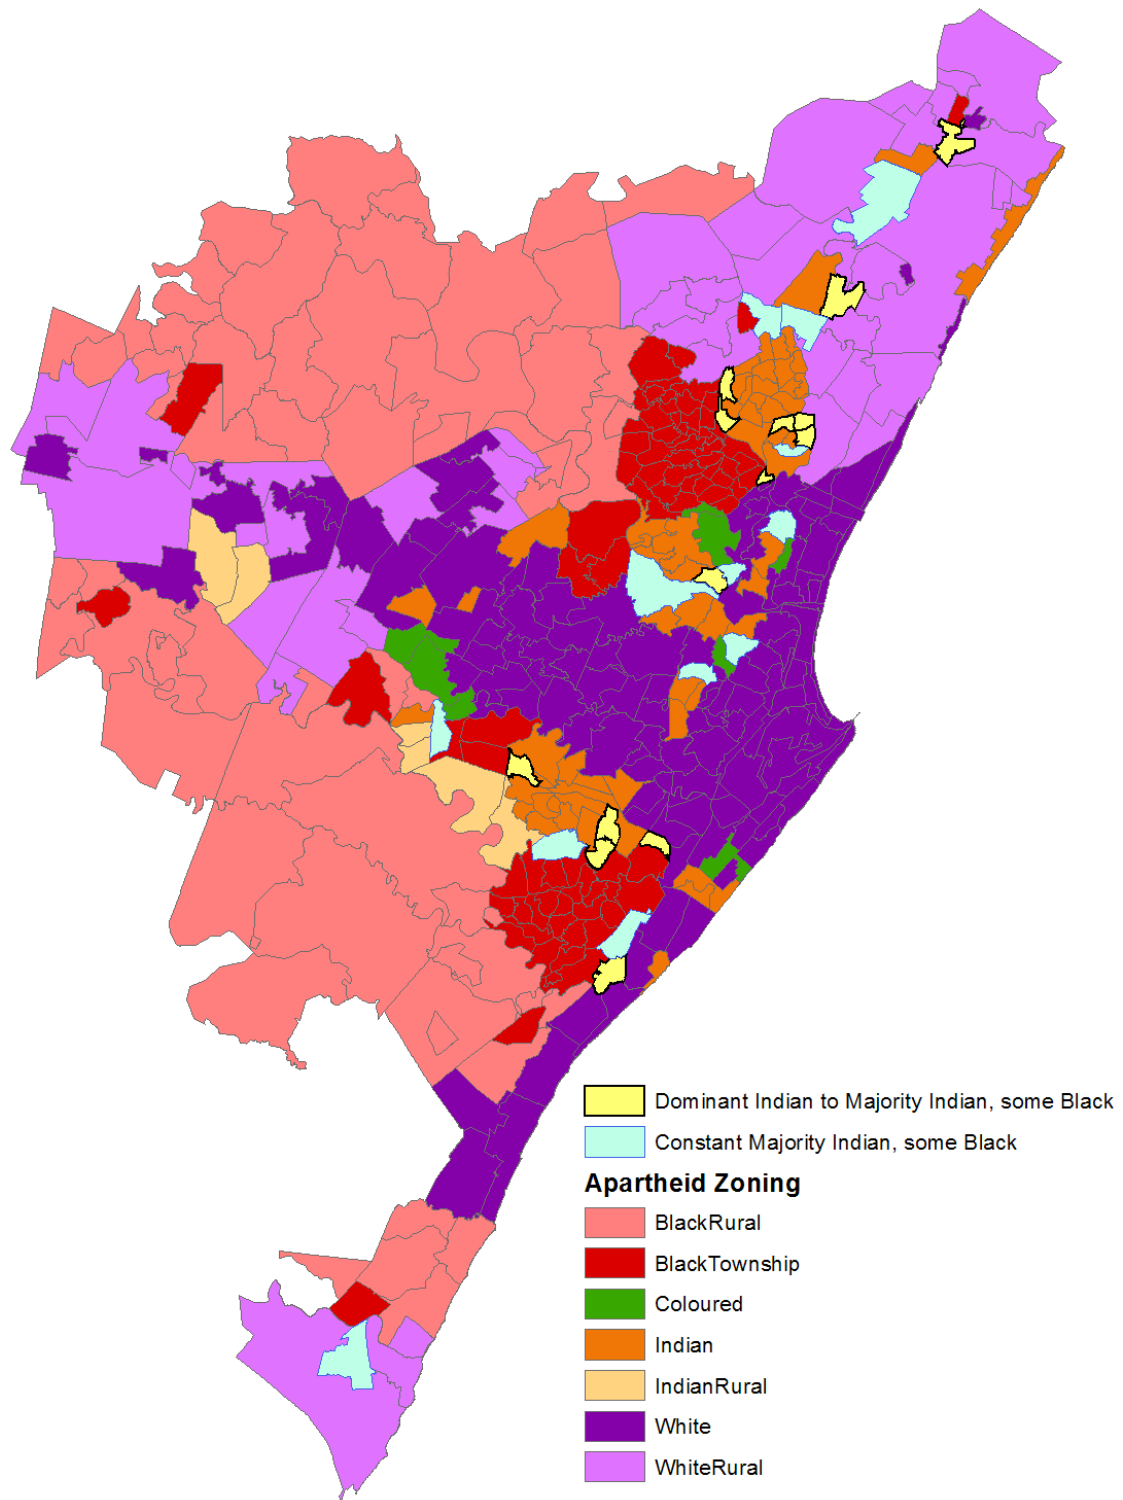 Dominant Indian to Majority Indian, some Black
Constant Majority Indian, some Black
Apartheid Zoning
BlackRural
BlackTownship
Coloured
Indian
IndianRural
White
WhiteRural